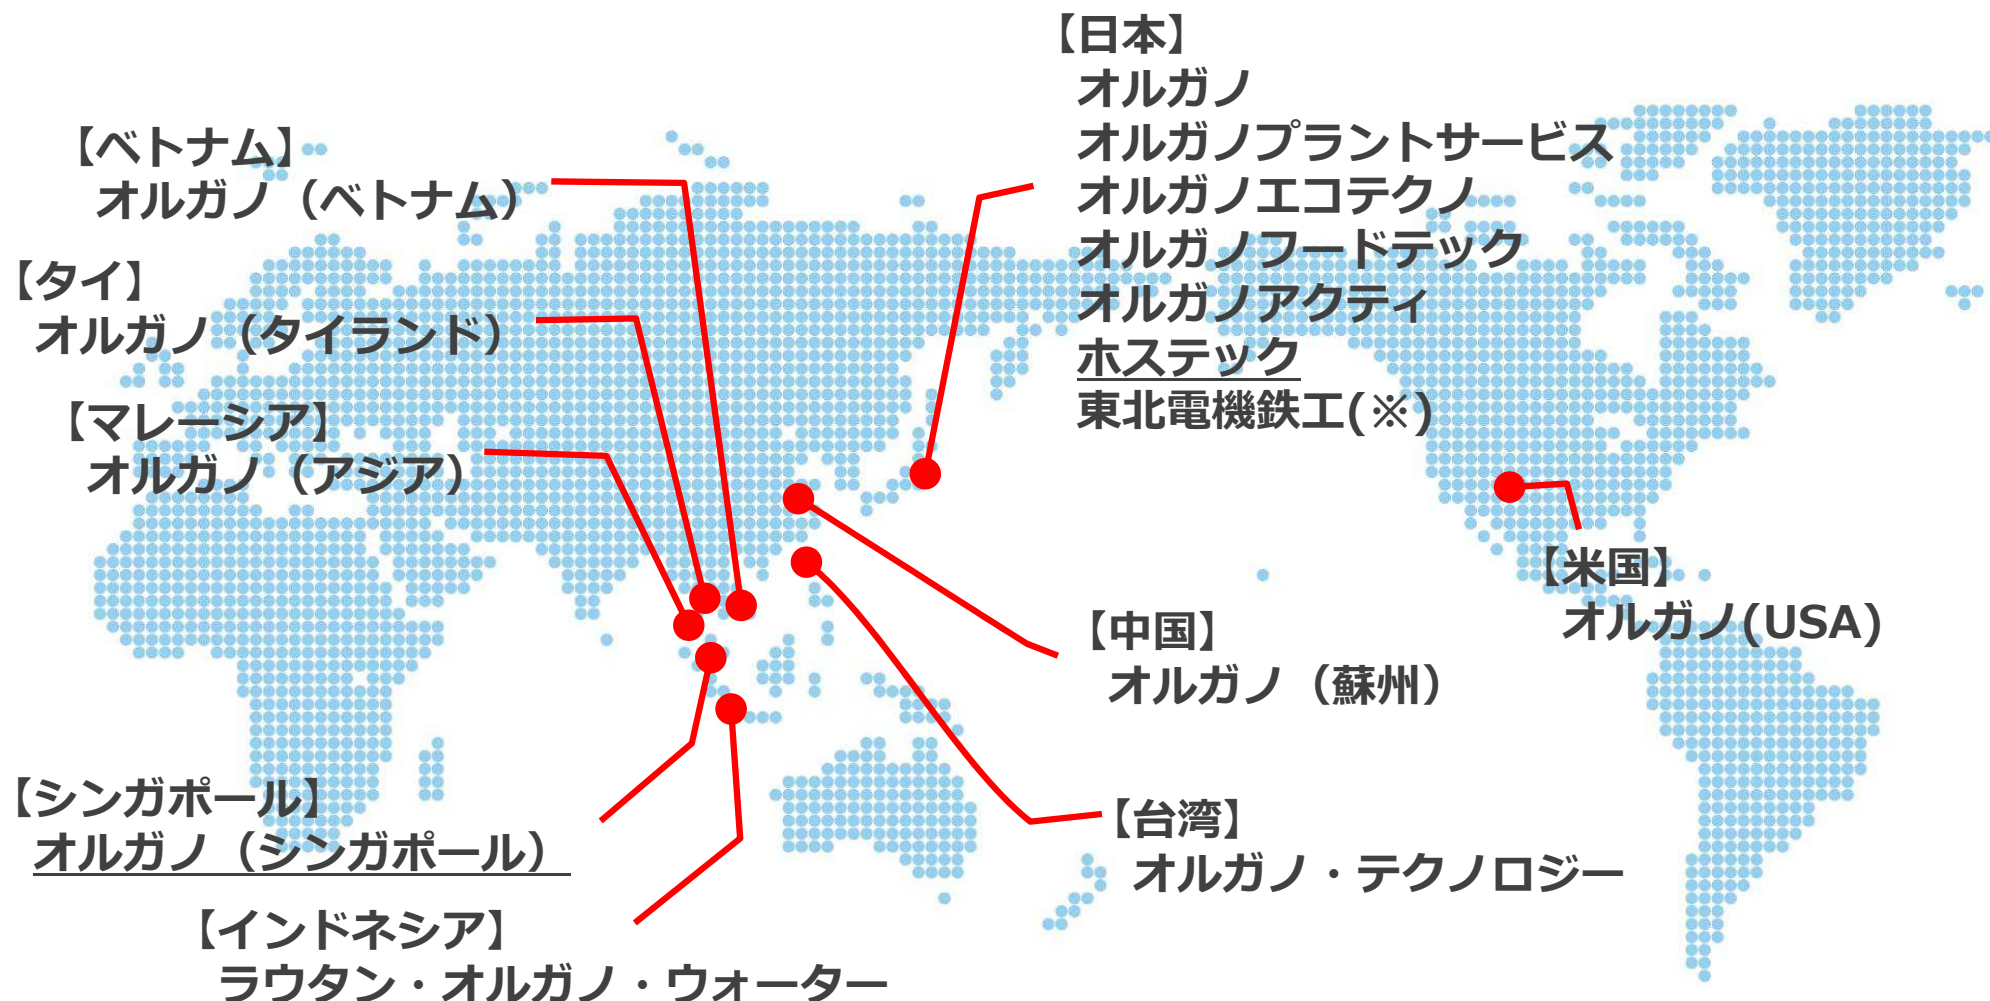 【日本】
オルガノ
オルガノプラントサービス
オルガノエコテクノ
オルガノフードテック
オルガノアクティ
ホステック
東北電機鉄工(※)
【ベトナム】
オルガノ（ベトナム）
【タイ】
オルガノ（タイランド）
【マレーシア】
オルガノ（アジア）
【米国】
オルガノ(USA)
【中国】
オルガノ（蘇州）
【シンガポール】
オルガノ（シンガポール）
【台湾】
オルガノ・テクノロジー
【インドネシア】
ラウタン・オルガノ・ウォーター